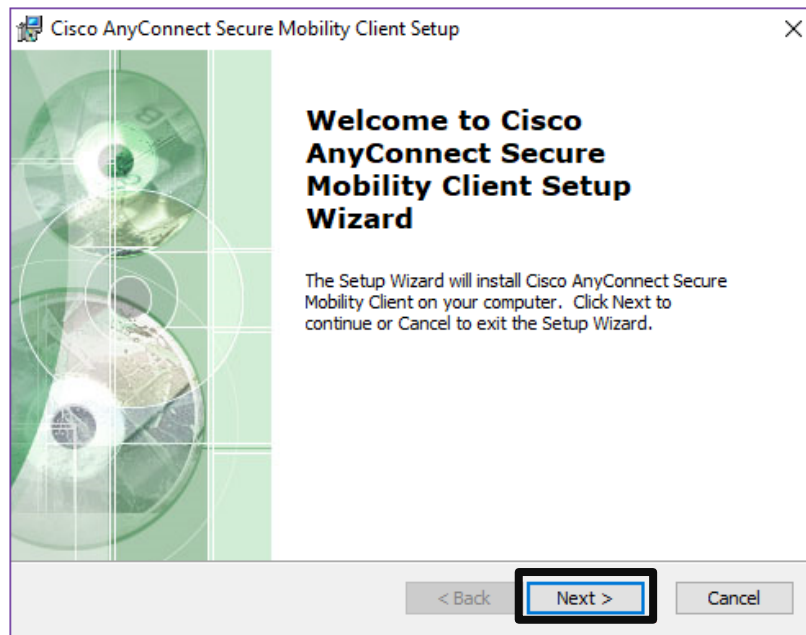 Cisco AnyConnect Secure Mobility Client Setup
Welcome to Cisco
AnyConnect Secure
Mobility Client Setup
Wizard
The Setup Wizard will install Cisco AnyConnect Secure
Mobility Client on your computer. Click Next to
continue or Cancel to exit the Setup Wizard.
< Back
Next >
Cancel